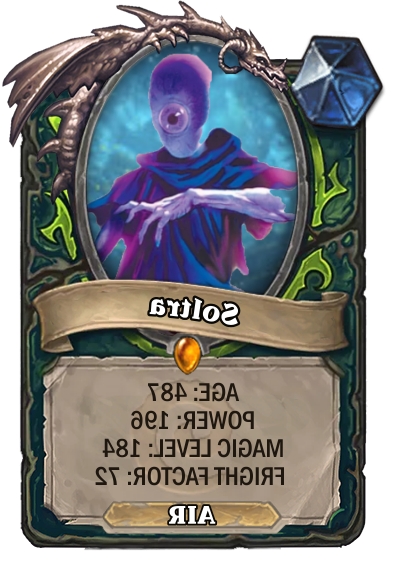 Soltra
AGE: 487
POWER: 196
MAGIC LEVEL: 184
FRIGHT FACTOR: 72
AIR